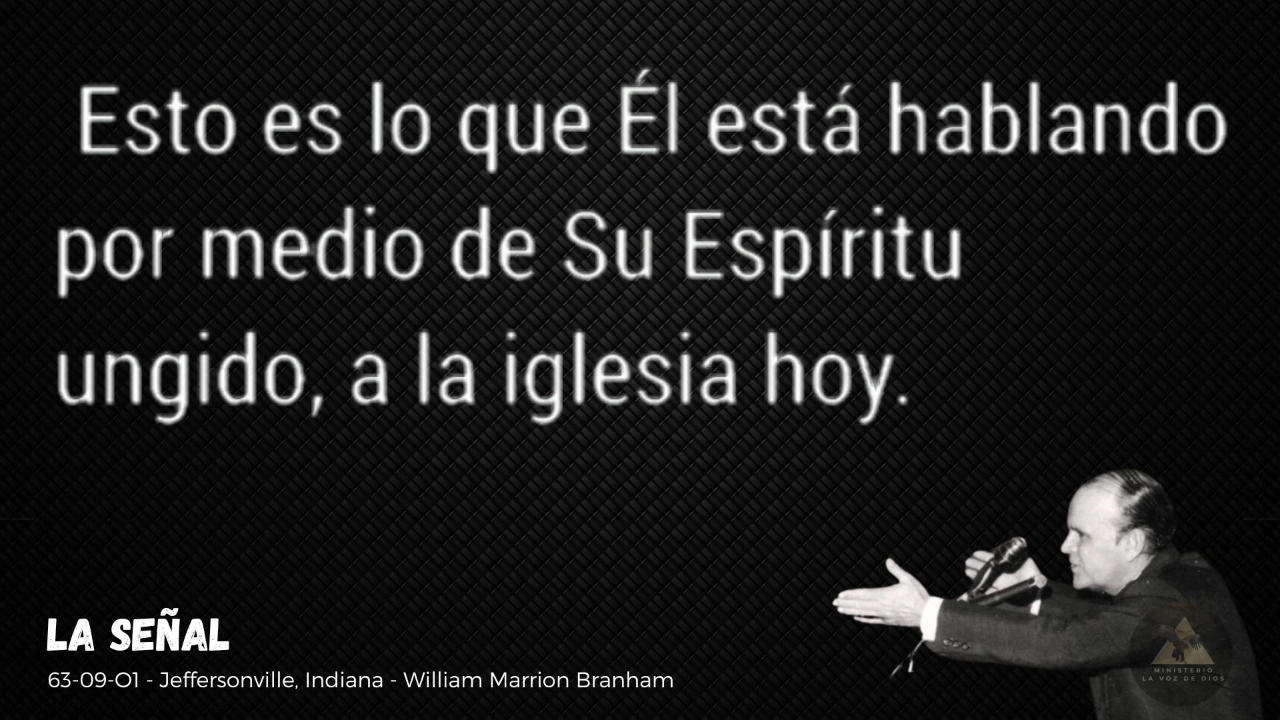 Esto es lo que Él está hablando
por medio de Su Espíritu
ungido, a la iglesia hoy.
LA SEÑAL
63-09-01 - Jeffersonville, Indiana - William Marrion Branham
MINISTERIO
LA VOZ DE DIOS